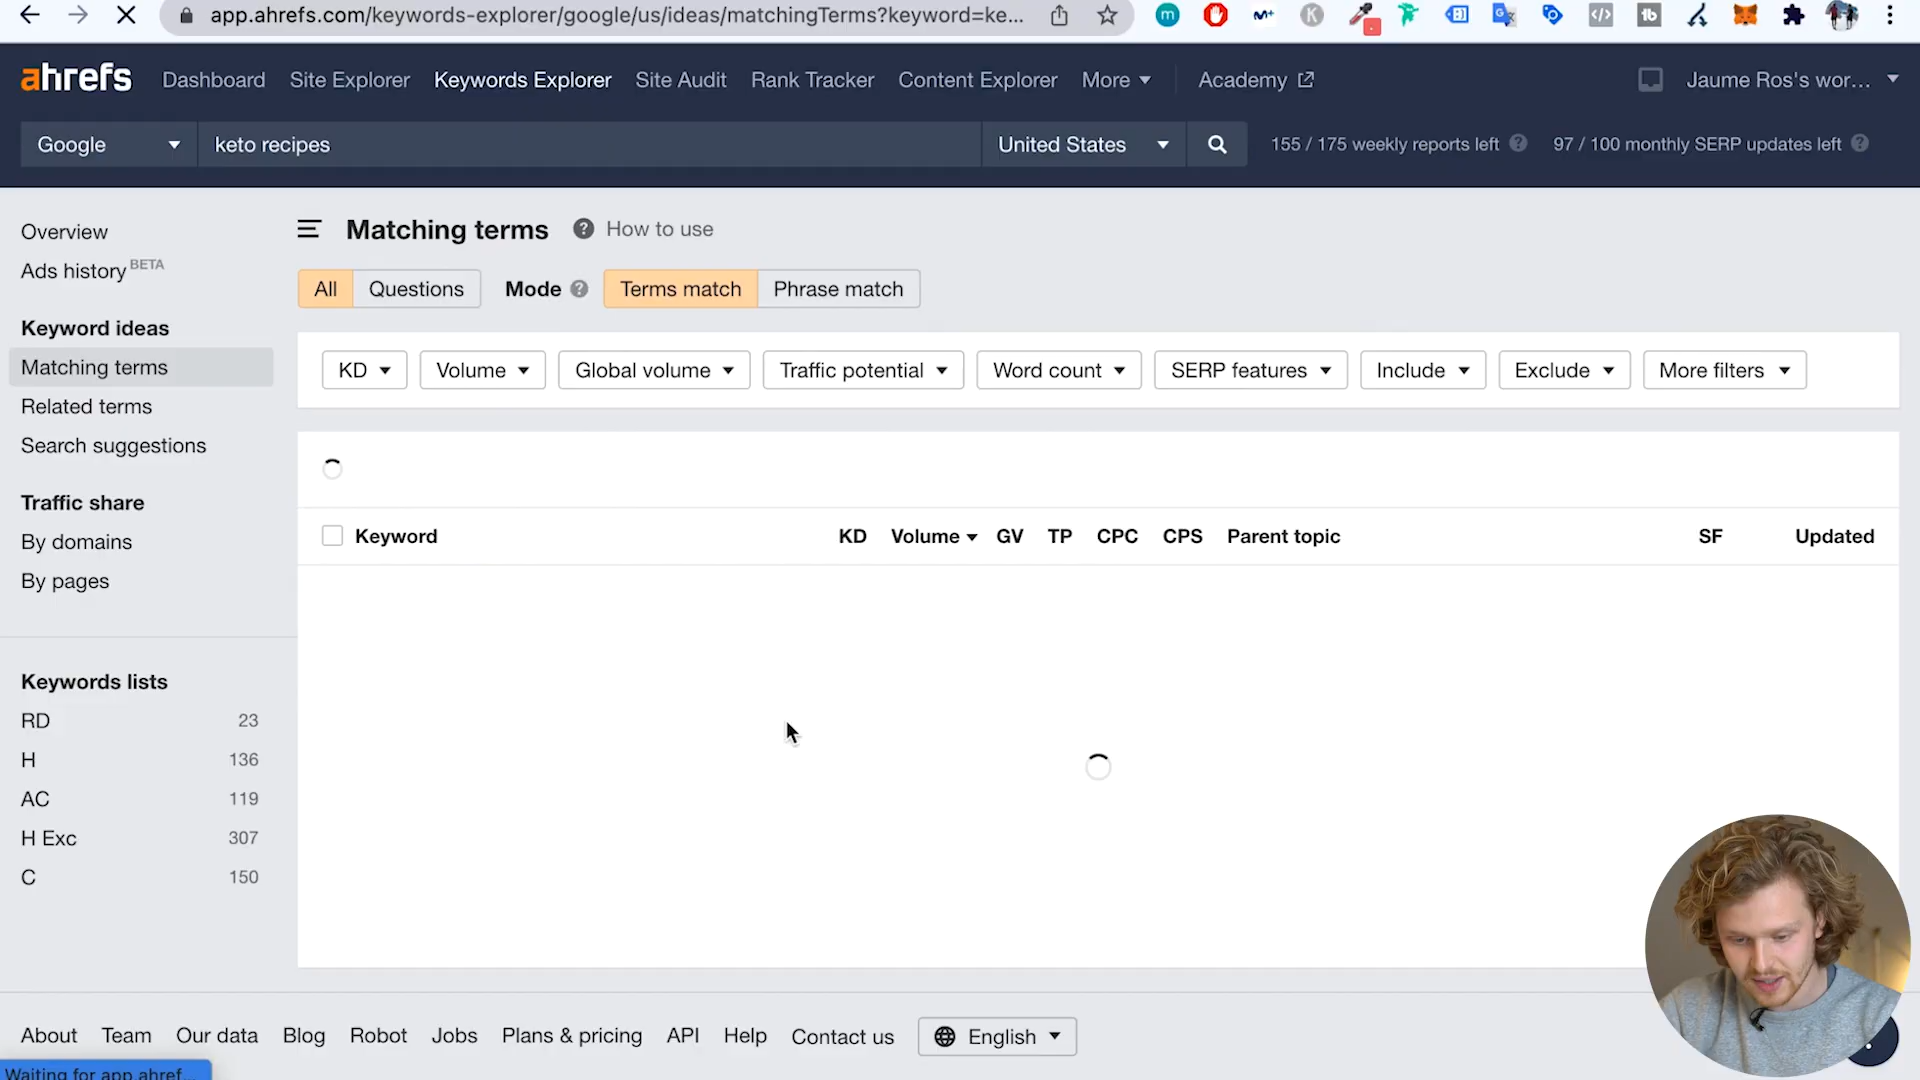 app.ahrefs.com/keywords-explorer/google/us/ideas/matchingTerms?keyword=ke...
ahrefs Dashboard Site Explorer Keywords Explorer Site Audit Rank Tracker Content Explorer More Academy Jaume Ros's wor...
Google keto recipes United States 155 / 175 weekly reports left 97 / 100 monthly SERP updates left
Overview
Ads history BETA
Keyword ideas
Matching terms
Related terms
Search suggestions
Traffic share
By domains
By pages
Keywords lists
RD 23
H 136
AC 119
H Exc 307
C 150
Matching terms ? How to use
All Questions Mode ? Terms match Phrase match
KD Volume Global volume Traffic potential Word count SERP features Include Exclude More filters
Keyword KD Volume GV TP CPC CPS Parent topic SF Updated
About Team Our data Blog Robot Jobs Plans & pricing API Help Contact us English
Waiting for app.ahref...